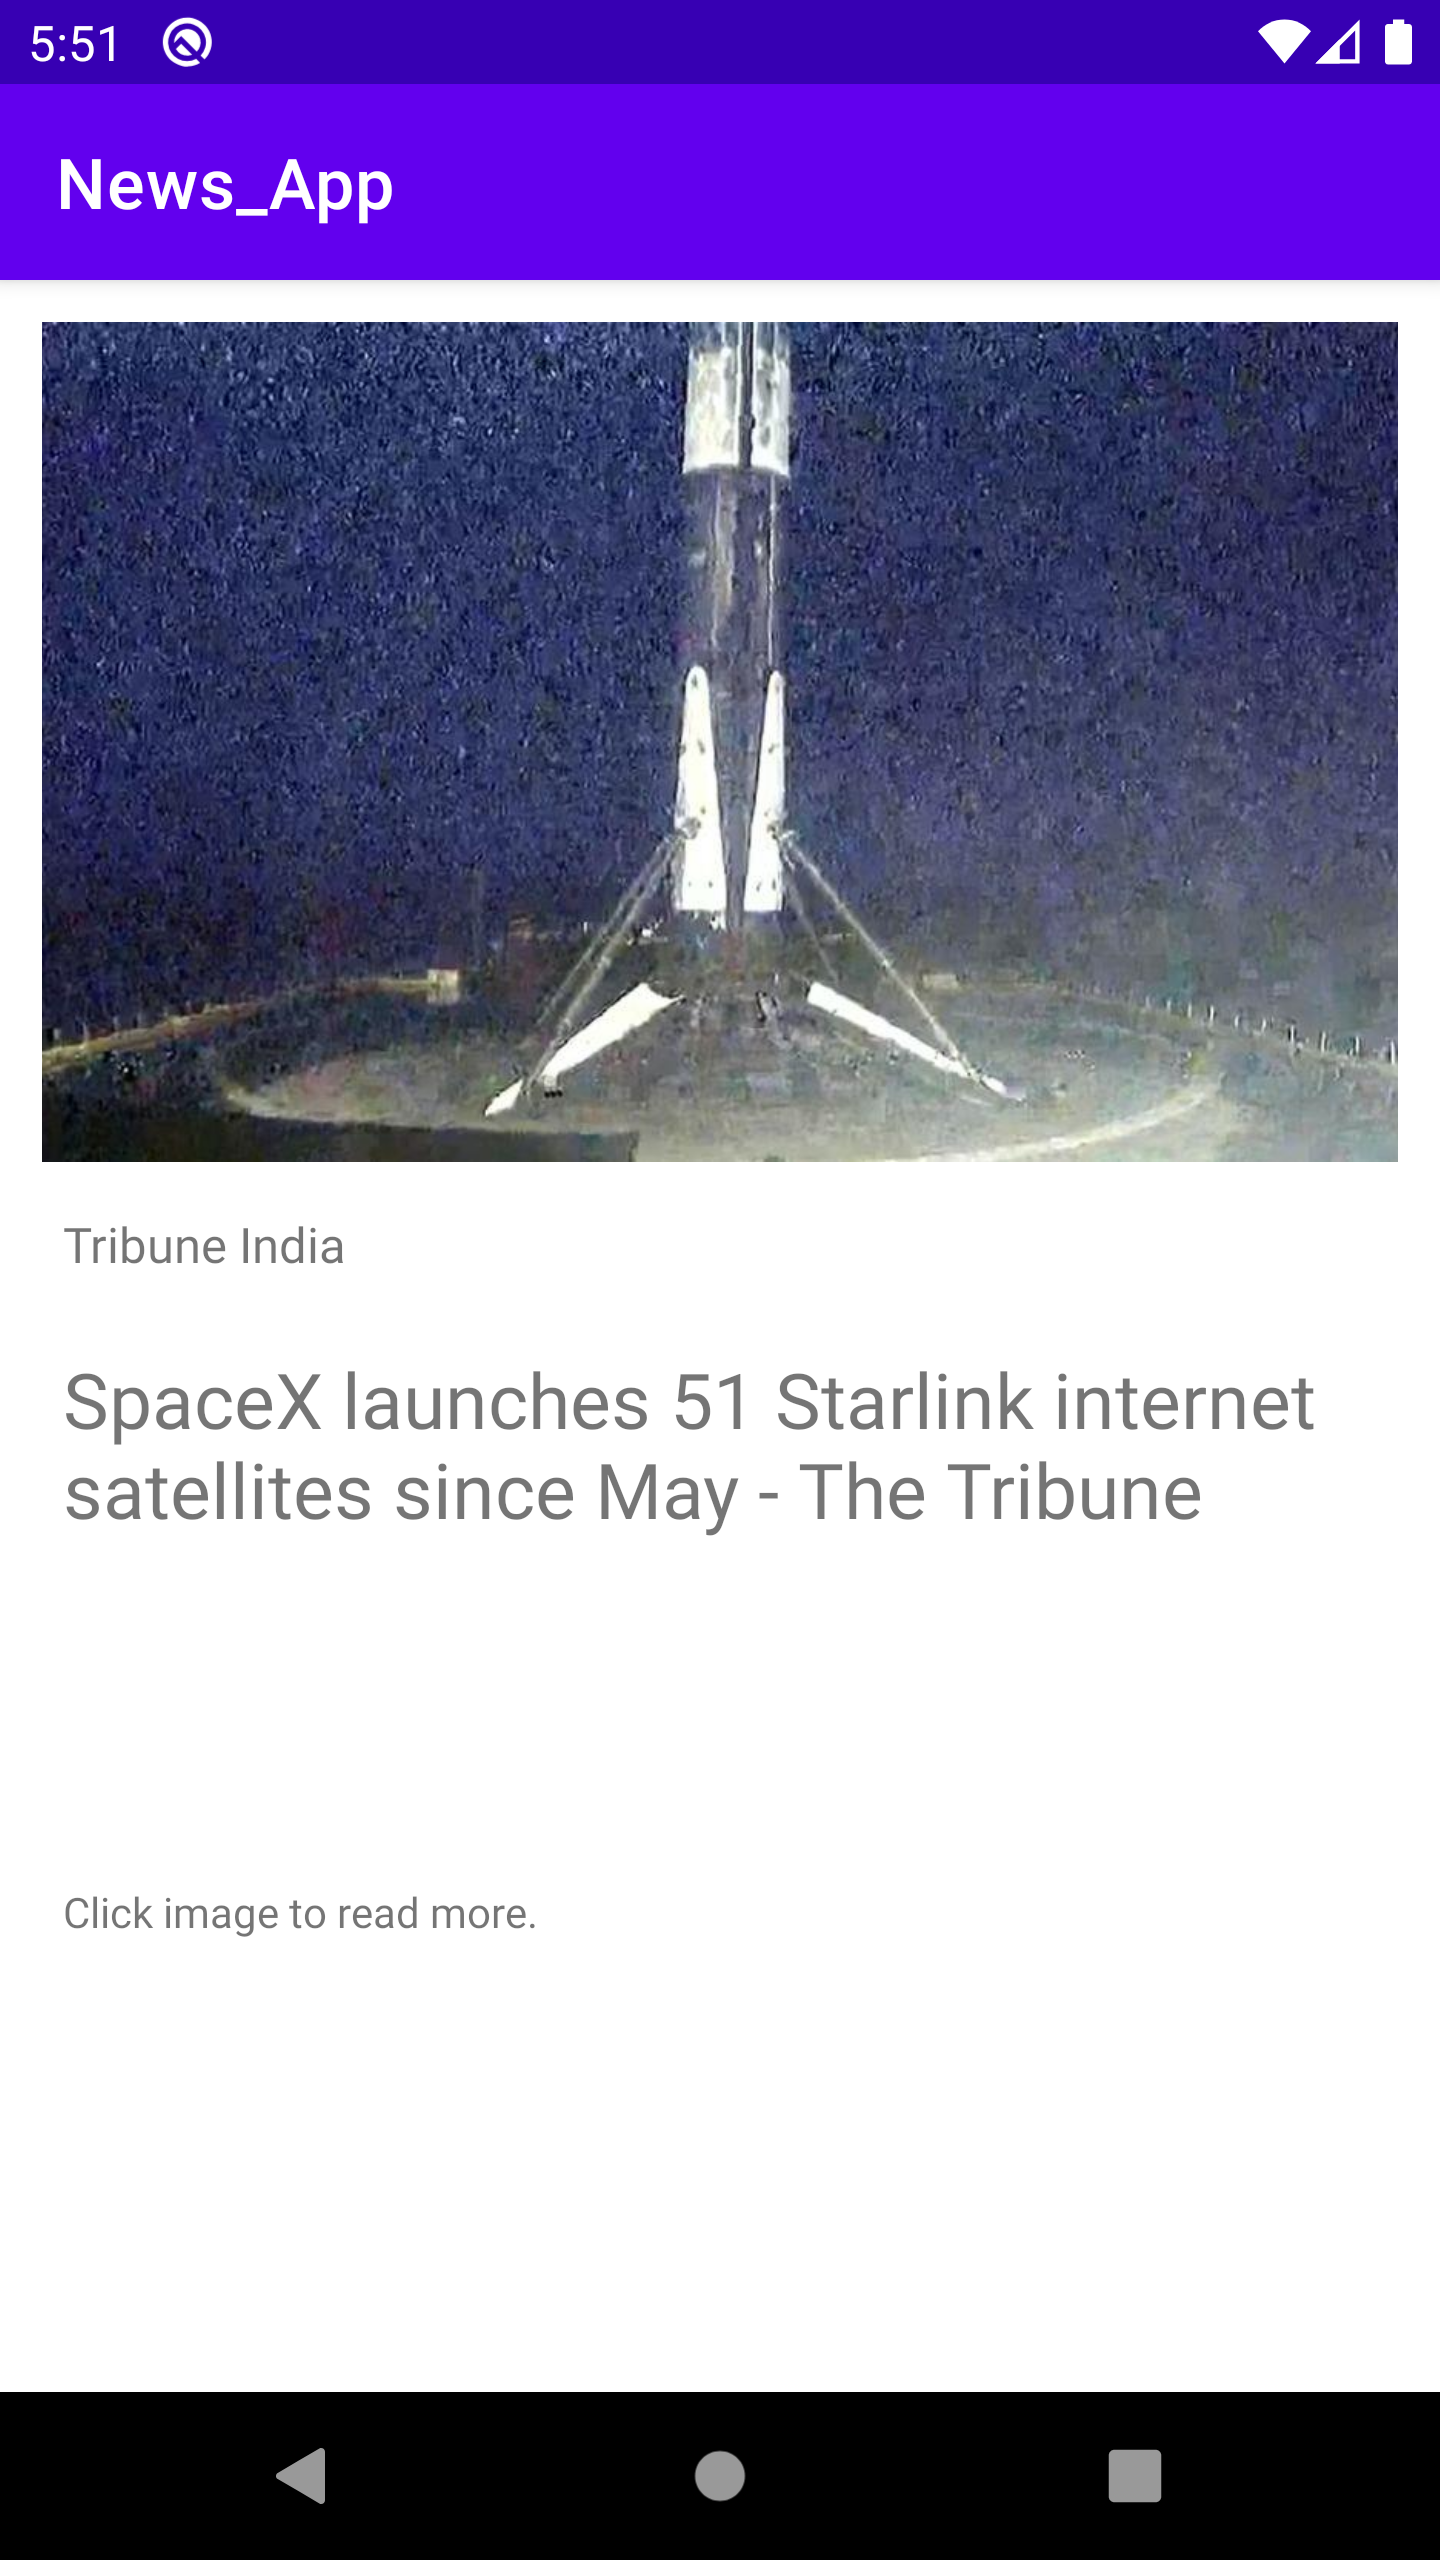 5:51
News_App
Tribune India
SpaceX launches 51 Starlink internet
satellites since May - The Tribune
Click image to read more.